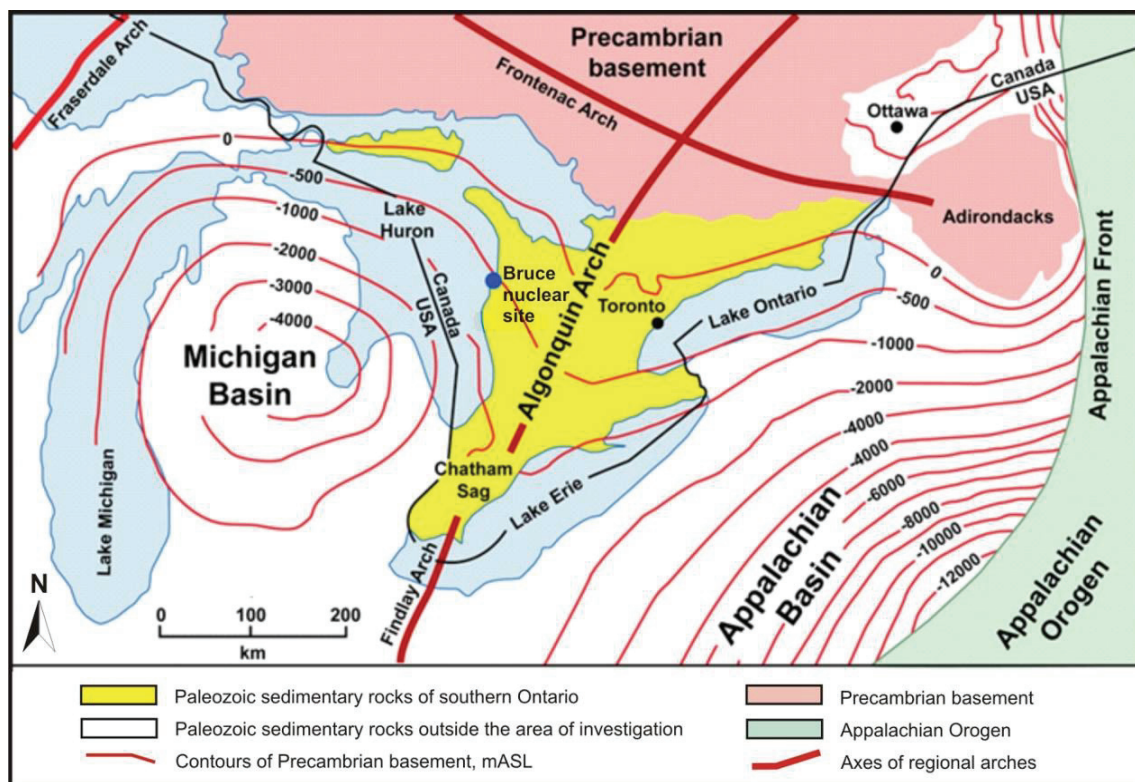 Fraserdale Arch
Precambrian
basement
Frontenac Arch
Canada
USA
Ottawa
Adirondacks
Appalachian Front
0
-500
-1000
-2000
-3000
-4000
Lake
Huron
Canada
USA
Bruce
nuclear
site
Algonquin Arch
Toronto
Lake Ontario
0
-500
-1000
-2000
-4000
-4000
-6000
-8000
-10000
-12000
Michigan
Basin
Lake Michigan
Chatham
Sag
Lake Erie
Findlay Arch
Appalachian
Basin
Appalachian
Orogen
N
0 100 200
km
Paleozoic sedimentary rocks of southern Ontario
Paleozoic sedimentary rocks outside the area of investigation
Contours of Precambrian basement, mASL
Precambrian basement
Appalachian Orogen
Axes of regional arches